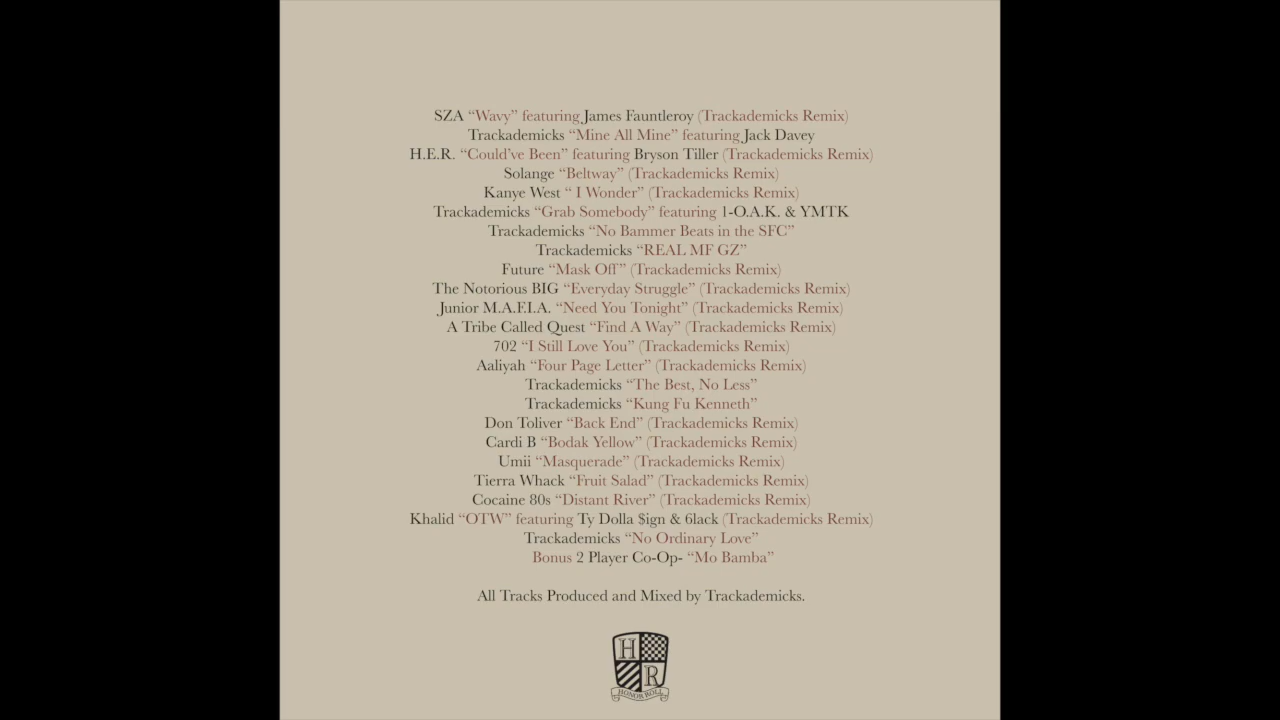 SZA “Wavy” featuring James Fauntleroy (Trackademicks Remix)
Trackademicks “Mine All Mine” featuring Jack Davey
H.E.R. “Could’ve Been” featuring Bryson Tiller (Trackademicks Remix)
Solange “Beltway” (Trackademicks Remix)
Kanye West “ I Wonder” (Trackademicks Remix)
Trackademicks “Grab Somebody” featuring 1-O.A.K. & YMTK
Trackademicks “No Bammer Beats in the SFC”
Trackademicks “REAL MF GZ”
Future “Mask Off” (Trackademicks Remix)
The Notorious BIG “Everyday Struggle” (Trackademicks Remix)
Junior M.A.F.I.A. “Need You Tonight” (Trackademicks Remix)
A Tribe Called Quest “Find A Way” (Trackademicks Remix)
702 “I Still Love You” (Trackademicks Remix)
Aaliyah “Four Page Letter” (Trackademicks Remix)
Trackademicks “The Best, No Less”
Trackademicks “Kung Fu Kenneth”
Don Toliver “Back End” (Trackademicks Remix)
Cardi B “Bodak Yellow” (Trackademicks Remix)
Umii “Masquerade” (Trackademicks Remix)
Tierra Whack “Fruit Salad” (Trackademicks Remix)
Cocaine 80s “Distant River” (Trackademicks Remix)
Khalid “OTW” featuring Ty Dolla $ign & 6lack (Trackademicks Remix)
Trackademicks “No Ordinary Love”
Bonus 2 Player Co-Op- “Mo Bamba”
All Tracks Produced and Mixed by Trackademicks.
H
R
HONOR ROLL